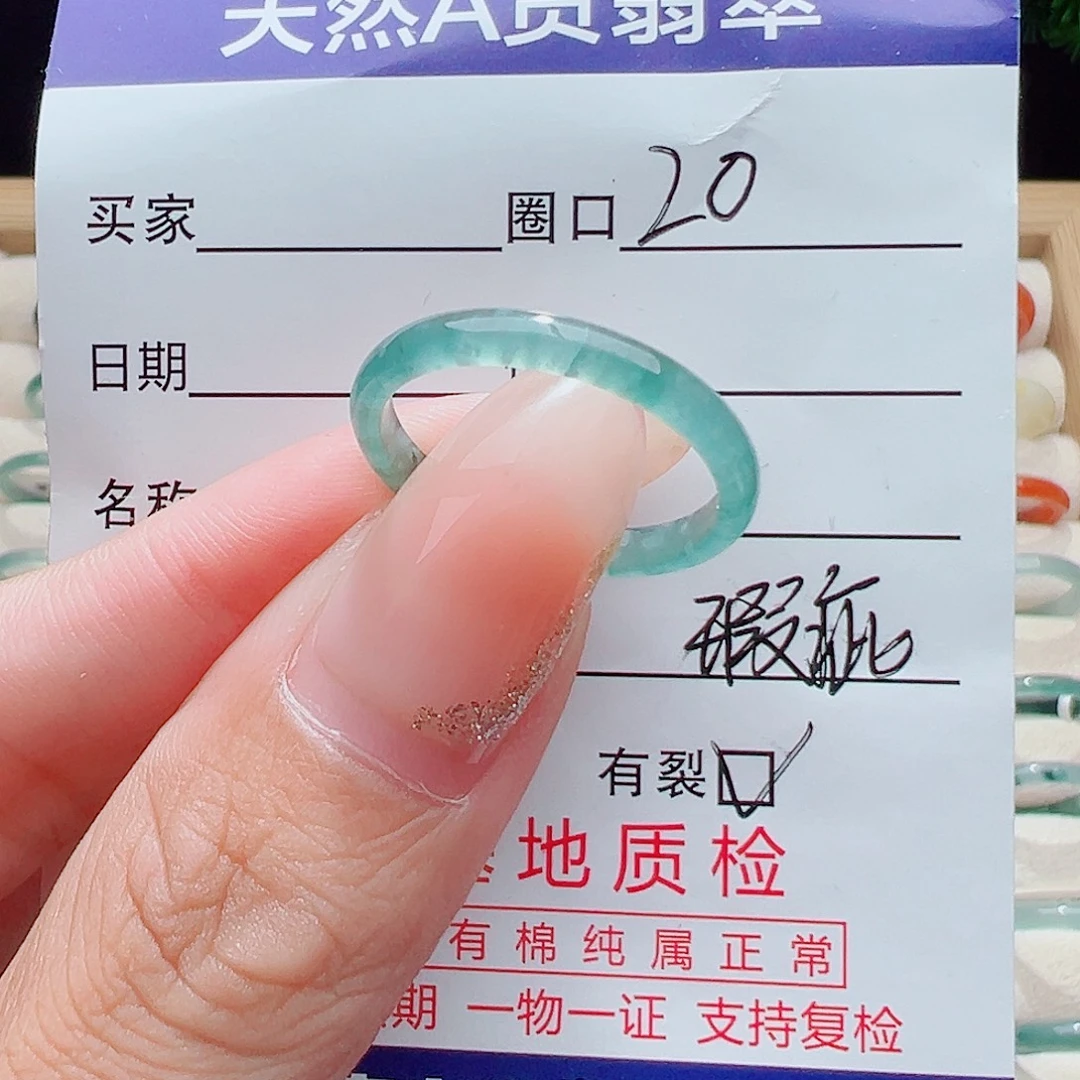 天然A货翡翠
买家 圈口 20
日期
名称
瑕疵
有裂
地质检
有棉纯属正常
期 一物一证 支持复检